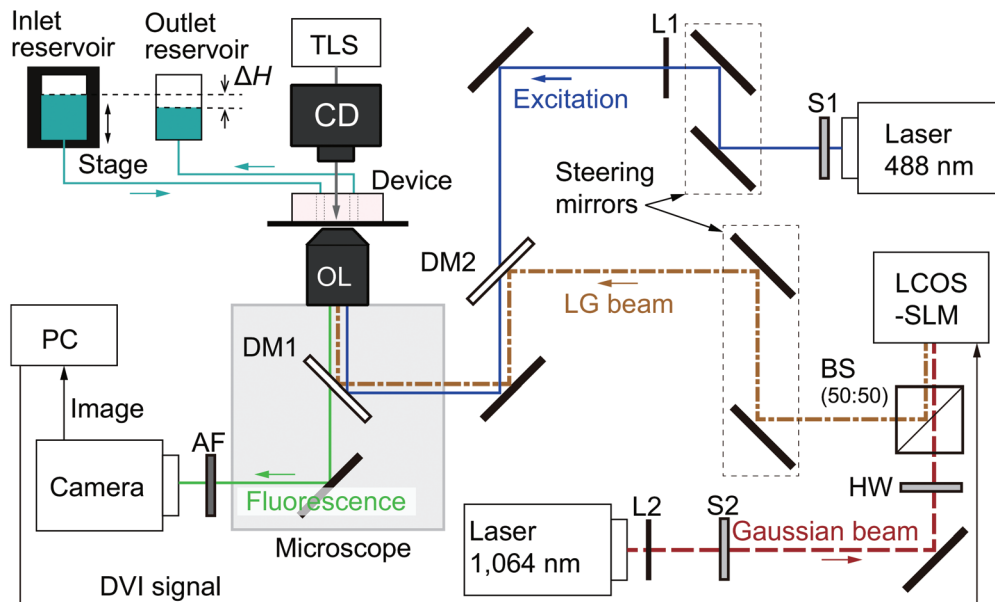 Inlet
reservoir
Outlet
reservoir
ΔH
Stage
TLS
CD
Device
OL
L1
Excitation
S1
Laser
488 nm
Steering
mirrors
DM2
LG beam
LCOS
-SLM
BS
(50:50)
PC
Image
DM1
AF
Camera
Fluorescence
Microscope
HW
L2
S2
Gaussian beam
Laser
1,064 nm
DVI signal